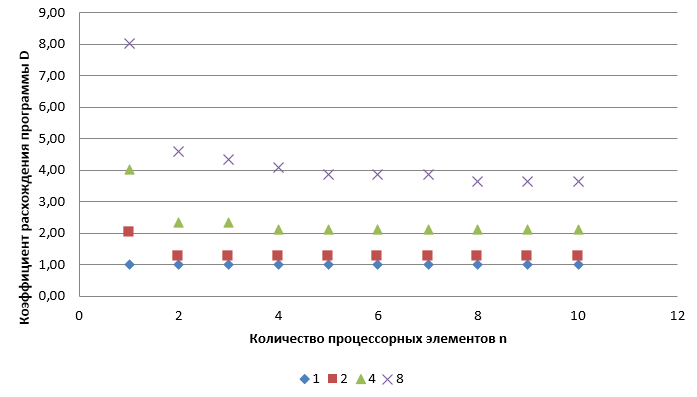 9,00
8,00
7,00
6,00
5,00
4,00
3,00
2,00
1,00
0,00
Коэффициент расхождения программы D
0 2 4 6 8 10 12
Количество процессорных элементов n
1 2 4 8